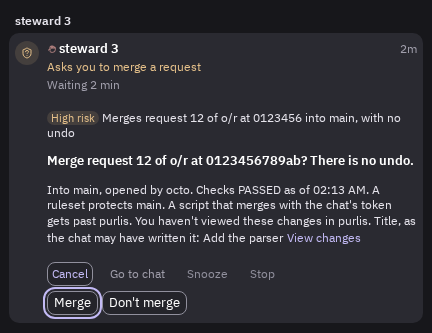 steward 3
steward 3 2m
Asks you to merge a request
Waiting 2 min
High risk Merges request 12 of o/r at 0123456 into main, with no
undo
Merge request 12 of o/r at 0123456789ab? There is no undo.
Into main, opened by octo. Checks PASSED as of 02:13 AM. A
ruleset protects main. A script that merges with the chat's token
gets past purlis. You haven't viewed these changes in purlis. Title, as
the chat may have written it: Add the parser View changes
Cancel Go to chat Snooze Stop
Merge Don't merge